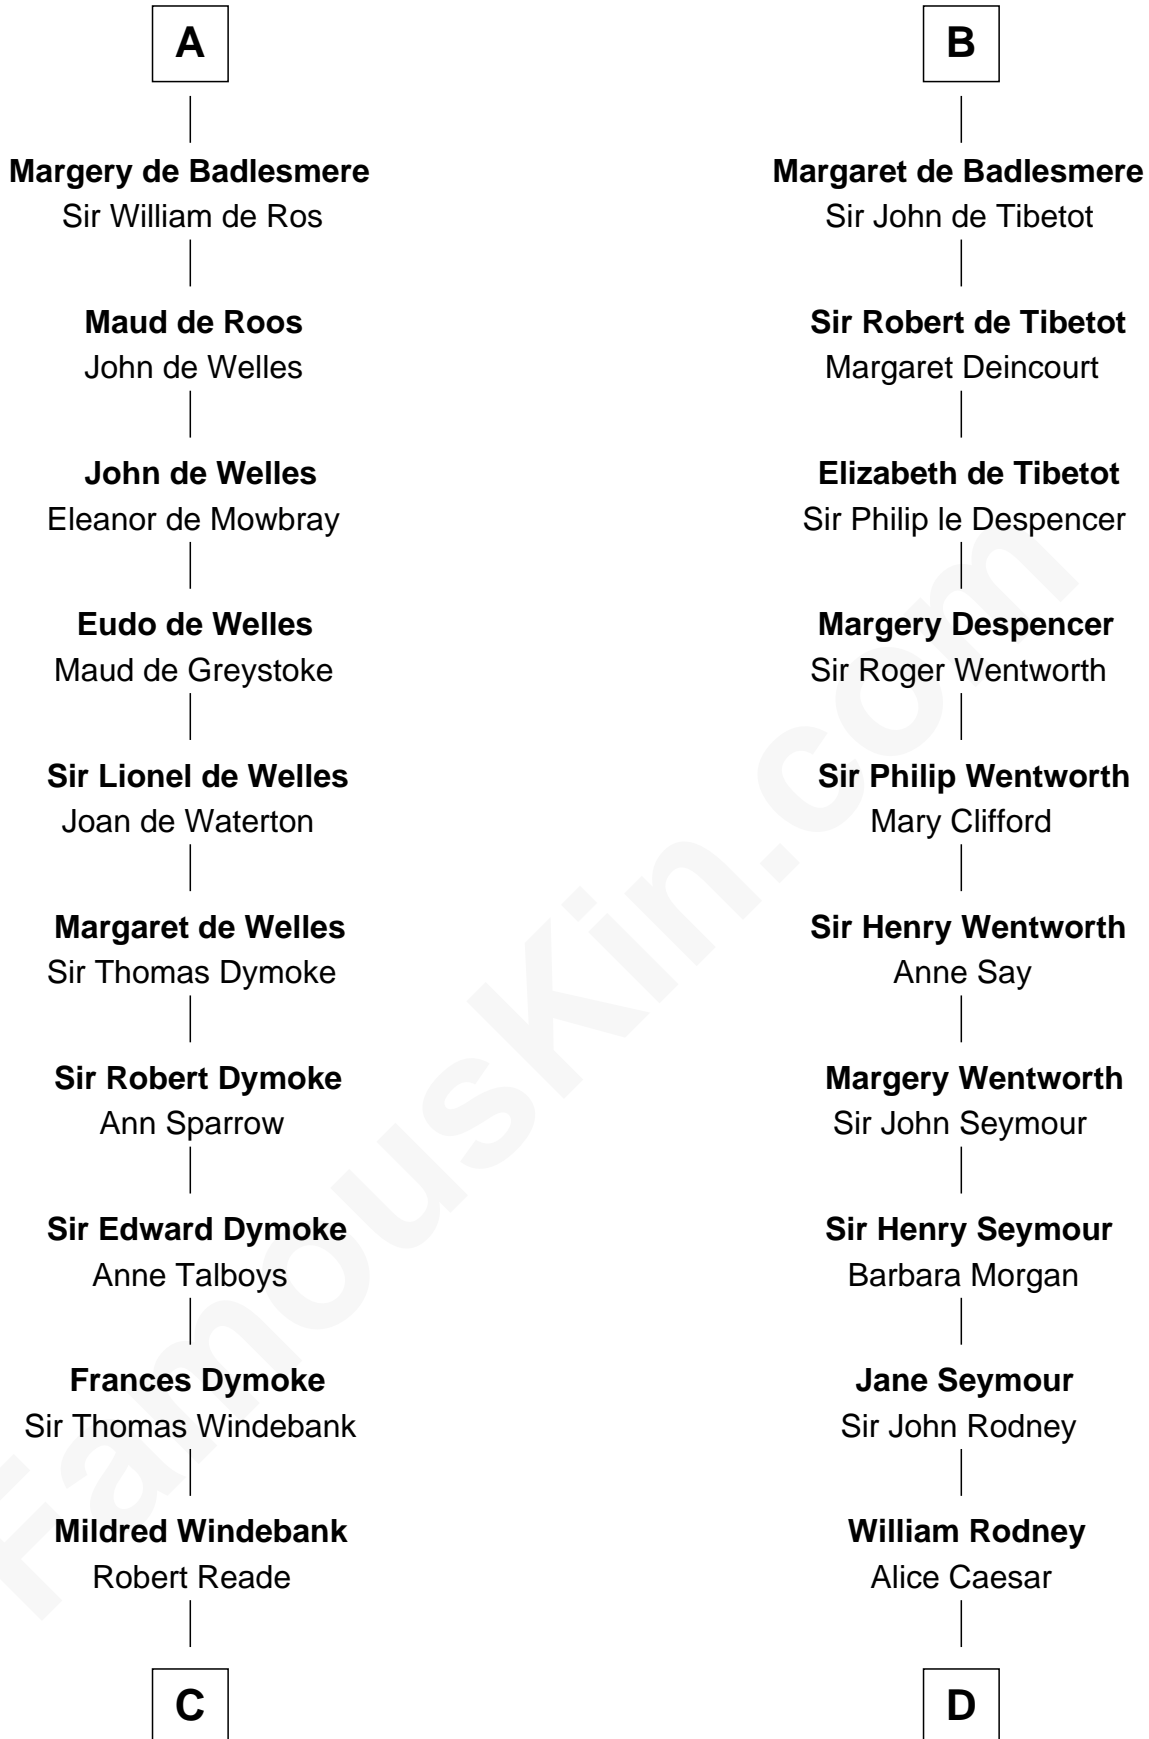 A
B
Margery de Badlesmere
Sir William de Ros
Margaret de Badlesmere
Sir John de Tibetot
Maud de Roos
John de Welles
Sir Robert de Tibetot
Margaret Deincourt
John de Welles
Eleanor de Mowbray
Elizabeth de Tibetot
Sir Philip le Despencer
Eudo de Welles
Maud de Greystoke
Margery Despencer
Sir Roger Wentworth
Sir Lionel de Welles
Joan de Waterton
Sir Philip Wentworth
Mary Clifford
Margaret de Welles
Sir Thomas Dymoke
Sir Henry Wentworth
Anne Say
Sir Robert Dymoke
Ann Sparrow
Margery Wentworth
Sir John Seymour
Sir Edward Dymoke
Anne Talboys
Sir Henry Seymour
Barbara Morgan
Frances Dymoke
Sir Thomas Windebank
Jane Seymour
Sir John Rodney
Mildred Windebank
Robert Reade
William Rodney
Alice Caesar
C
D
FamousKin.com